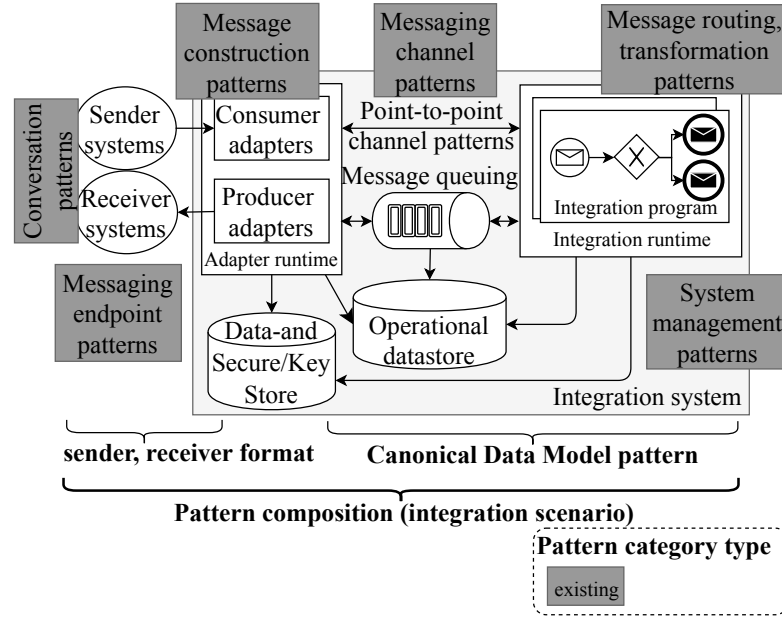 Message
construction
patterns
Messaging
channel
patterns
Message routing,
transformation
patterns
Conversation
patterns
Sender
systems
Consumer
adapters
Point-to-point
channel patterns
Message queuing
Receiver
systems
Producer
adapters
Adapter runtime
Integration program
Integration runtime
Messaging
endpoint
patterns
Data-and
Secure/Key
Store
Operational
datastore
System
management
patterns
Integration system
sender, receiver format
Canonical Data Model pattern
Pattern composition (integration scenario)
Pattern category type
existing